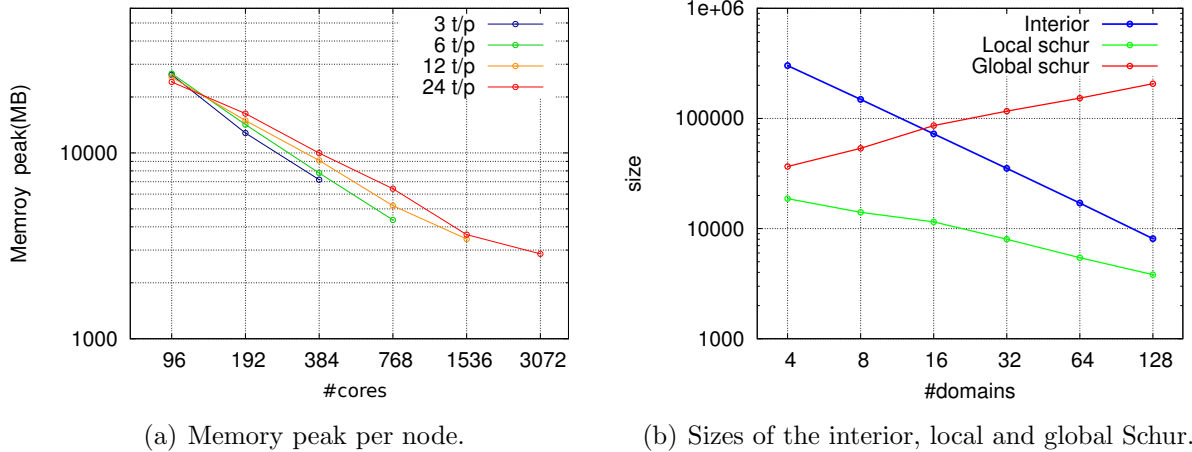 3 t/p
6 t/p
12 t/p
24 t/p
10000
1000
Memroy peak(MB)
96 192 384 768 1536 3072
#cores
(a) Memory peak per node.
1e+06
Interior
Local schur
Global schur
100000
10000
1000
size
4 8 16 32 64 128
#domains
(b) Sizes of the interior, local and global Schur.